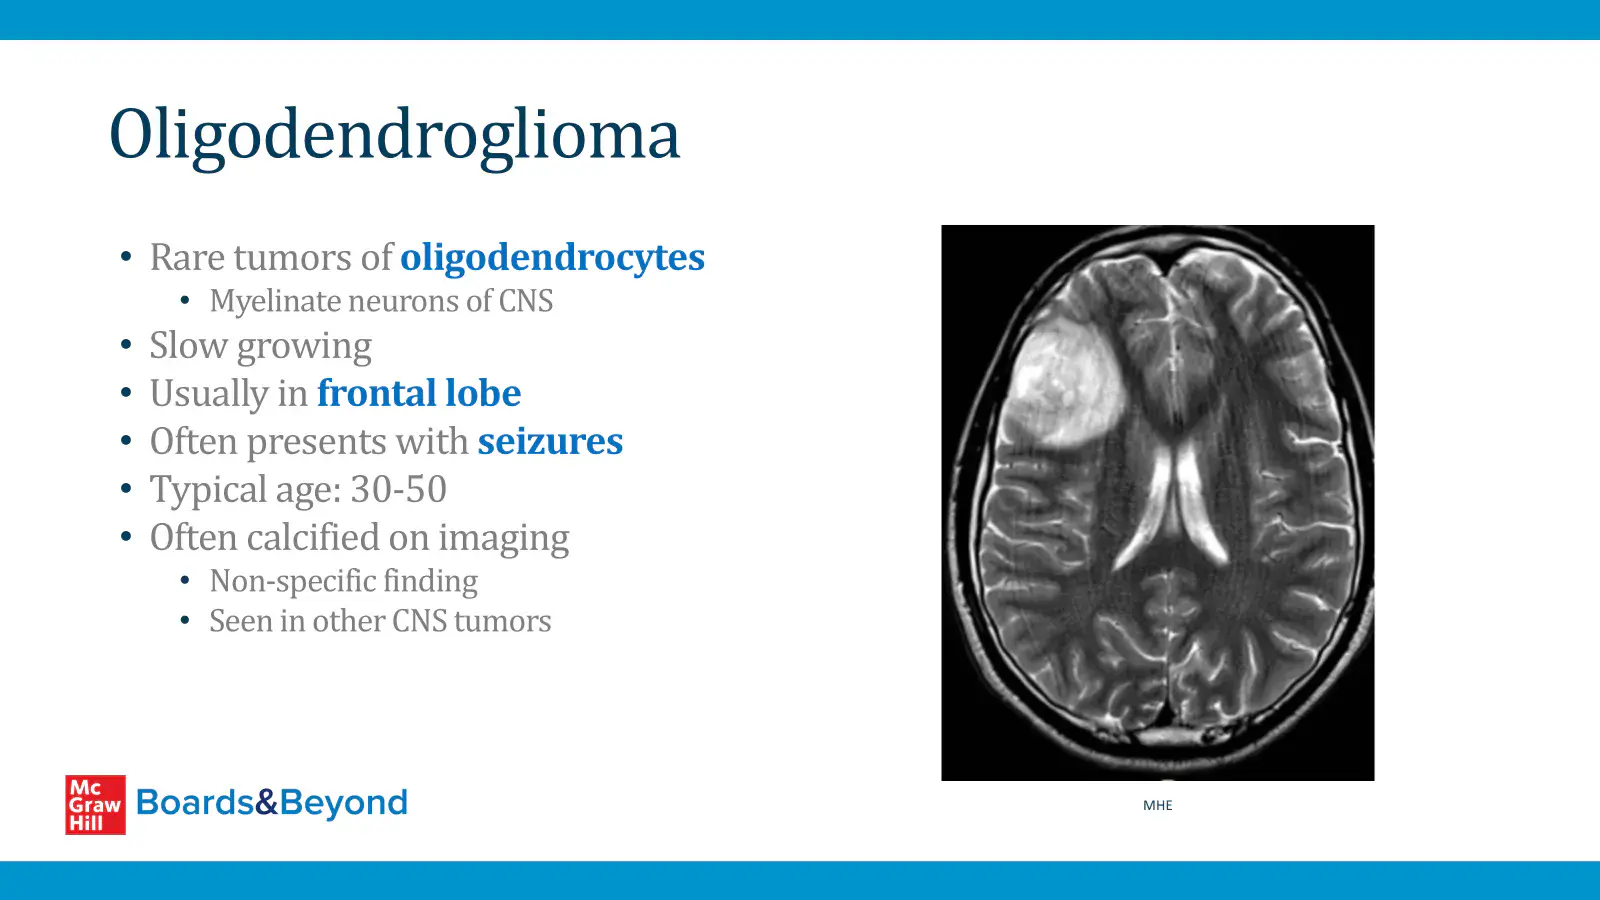 Oligodendroglioma
• Rare tumors of oligodendrocytes
• Myelinate neurons of CNS
• Slow growing
• Usually in frontal lobe
• Often presents with seizures
• Typical age: 30-50
• Often calcified on imaging
• Non-specific finding
• Seen in other CNS tumors
Mc
Graw
Hill
Boards&Beyond
MHE